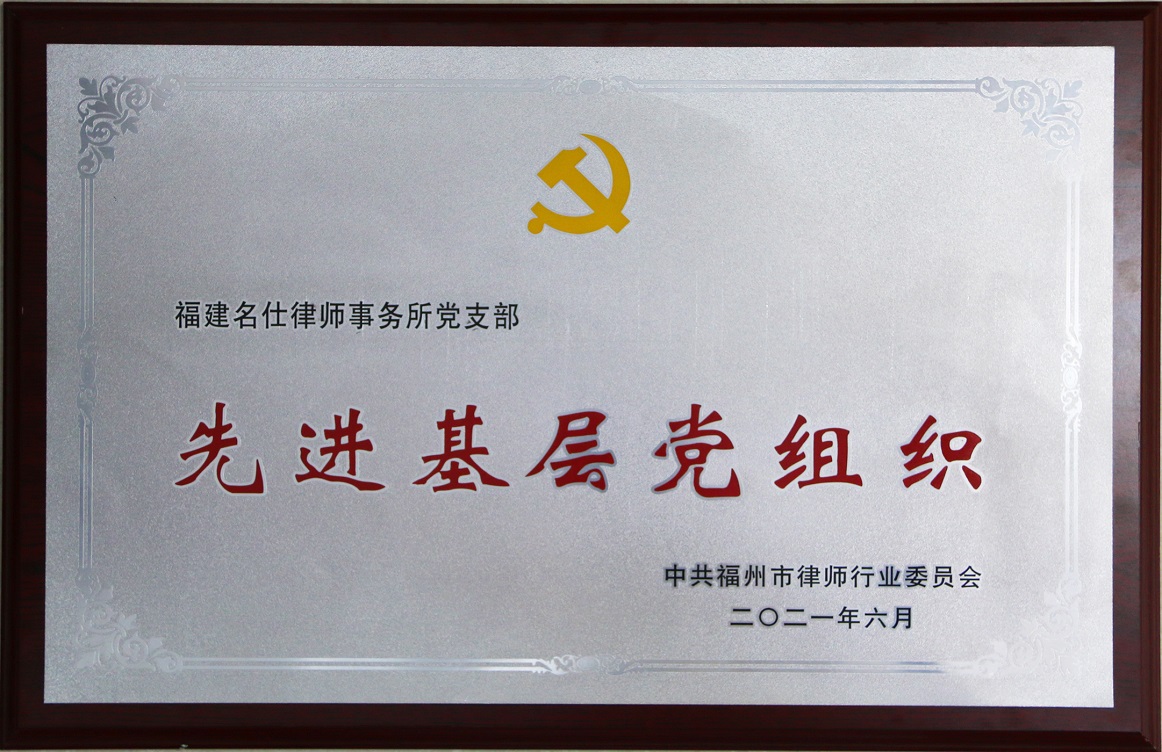 福建名仕律师事务所党支部
先进基层党组织
中共福州市律师行业委员会
二〇二一年六月